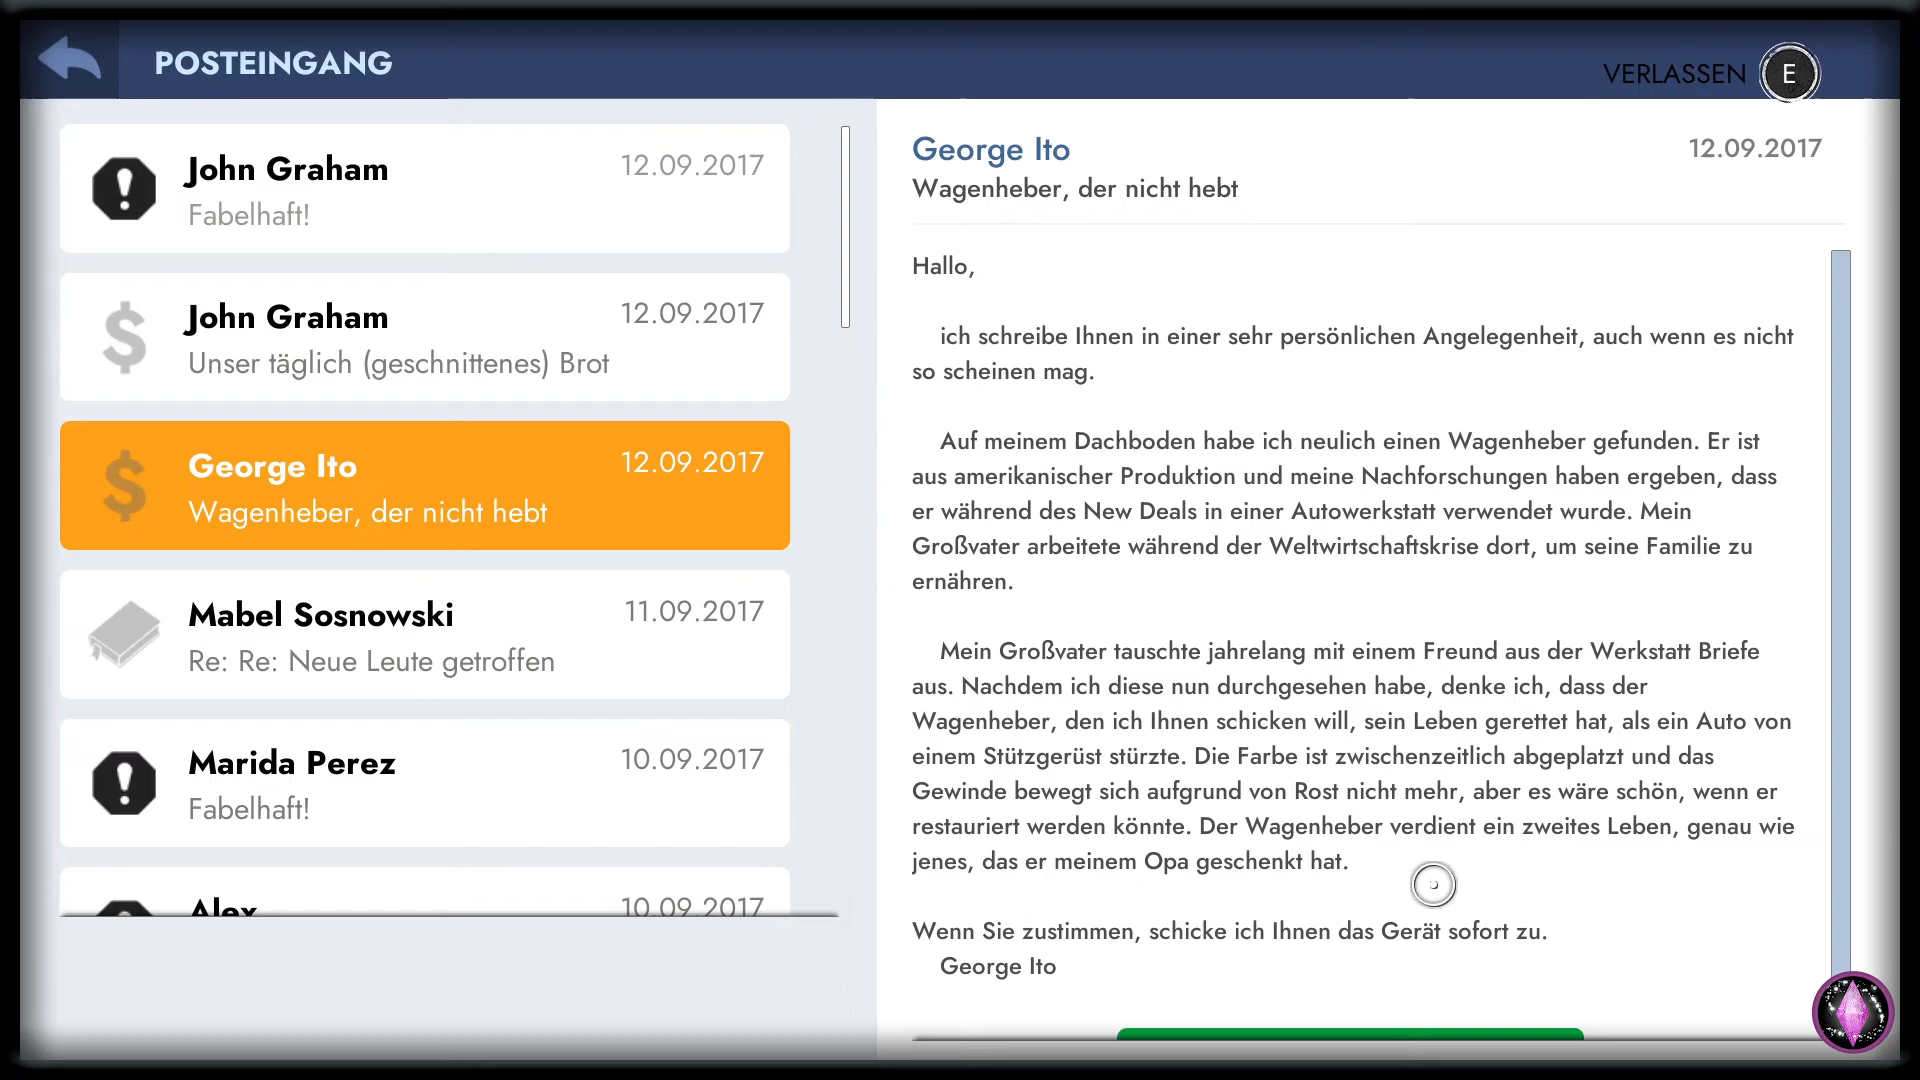 POSTEINGANG
VERLASSEN E
John Graham 12.09.2017
Fabelhaft!
John Graham 12.09.2017
Unser täglich (geschnittenes) Brot
George Ito 12.09.2017
Wagenheber, der nicht hebt
Mabel Sosnowski 11.09.2017
Re: Re: Neue Leute getroffen
Marida Perez 10.09.2017
Fabelhaft!
Alex 10.09.2017
George Ito 12.09.2017
Wagenheber, der nicht hebt
Hallo,
ich schreibe Ihnen in einer sehr persönlichen Angelegenheit, auch wenn es nicht
so scheinen mag.
Auf meinem Dachboden habe ich neulich einen Wagenheber gefunden. Er ist
aus amerikanischer Produktion und meine Nachforschungen haben ergeben, dass
er während des New Deals in einer Autowerkstatt verwendet wurde. Mein
Großvater arbeitete während der Weltwirtschaftskrise dort, um seine Familie zu
ernähren.
Mein Großvater tauschte jahrelang mit einem Freund aus der Werkstatt Briefe
aus. Nachdem ich diese nun durchgesehen habe, denke ich, dass der
Wagenheber, den ich Ihnen schicken will, sein Leben gerettet hat, als ein Auto von
einem Stützgerüst stürzte. Die Farbe ist zwischenzeitlich abgeplatzt und das
Gewinde bewegt sich aufgrund von Rost nicht mehr, aber es wäre schön, wenn er
restauriert werden könnte. Der Wagenheber verdient ein zweites Leben, genau wie
jenes, das er meinem Opa geschenkt hat.
Wenn Sie zustimmen, schicke ich Ihnen das Gerät sofort zu.
George Ito